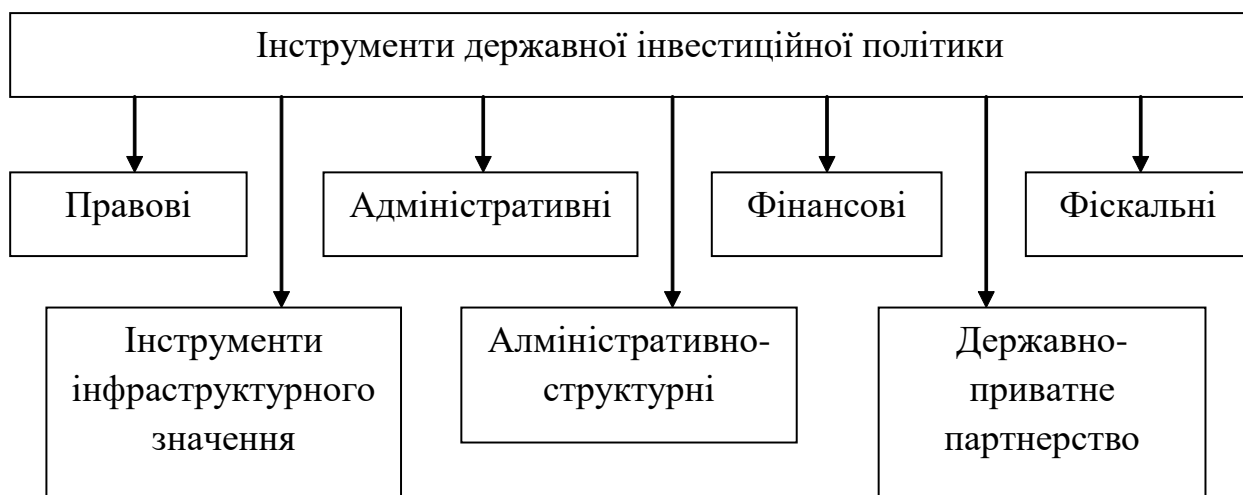 Інструменти державної інвестиційної політики
Правові
Адміністративні
Фінансові
Фіскальні
Інструменти
інфраструктурного
значення
Алміністративно-
структурні
Державно-
приватне
партнерство